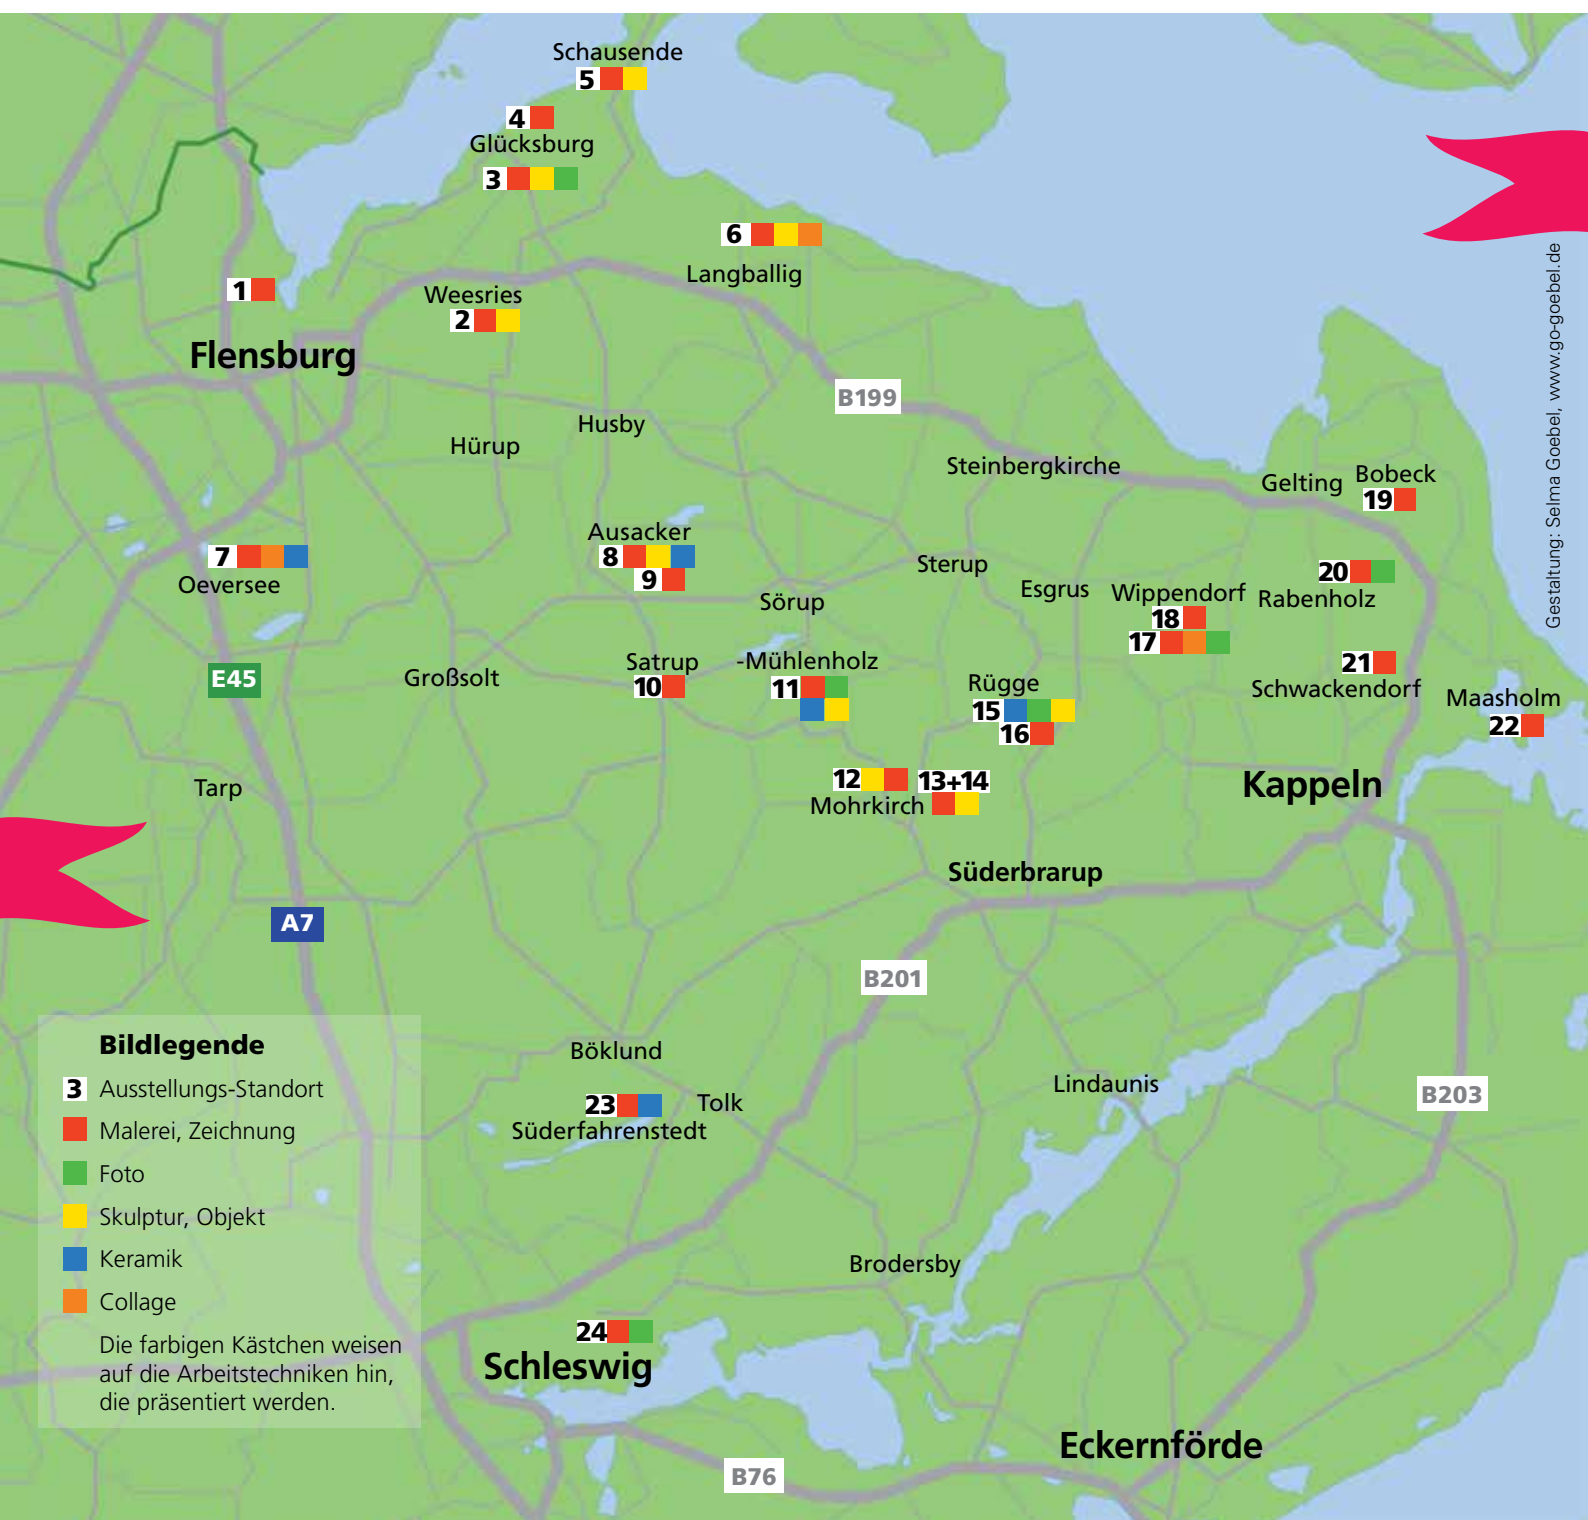 Schausende
5
4
Glücksburg
3
6
Langballig
1
Weesries
2
Flensburg
B199
Husby
Hürup
Steinbergkirche
Gelting
Bobeck
19
Ausacker
8
9
7
Oeversee
Sterup
Esgrus
Wippendorf
18
17
20
Rabenholz
Sörup
E45
Großsolt
Satrup
10
-Mühlenholz
11
Rügge
15
16
21
Schwackendorf
Maasholm
22
Tarp
12
13+14
Mohrkirch
Kappeln
Süderbrarup
A7
B201
Böklund
23
Tolk
Süderfahrenstedt
Lindaunis
B203
Brodersby
24
Schleswig
Eckernförde
B76
Bildlegende
3 Ausstellungs-Standort
Malerei, Zeichnung
Foto
Skulptur, Objekt
Keramik
Collage
Die farbigen Kästchen weisen
auf die Arbeitstechniken hin,
die präsentiert werden.
Gestaltung: Selma Goebel, www.go-goebel.de